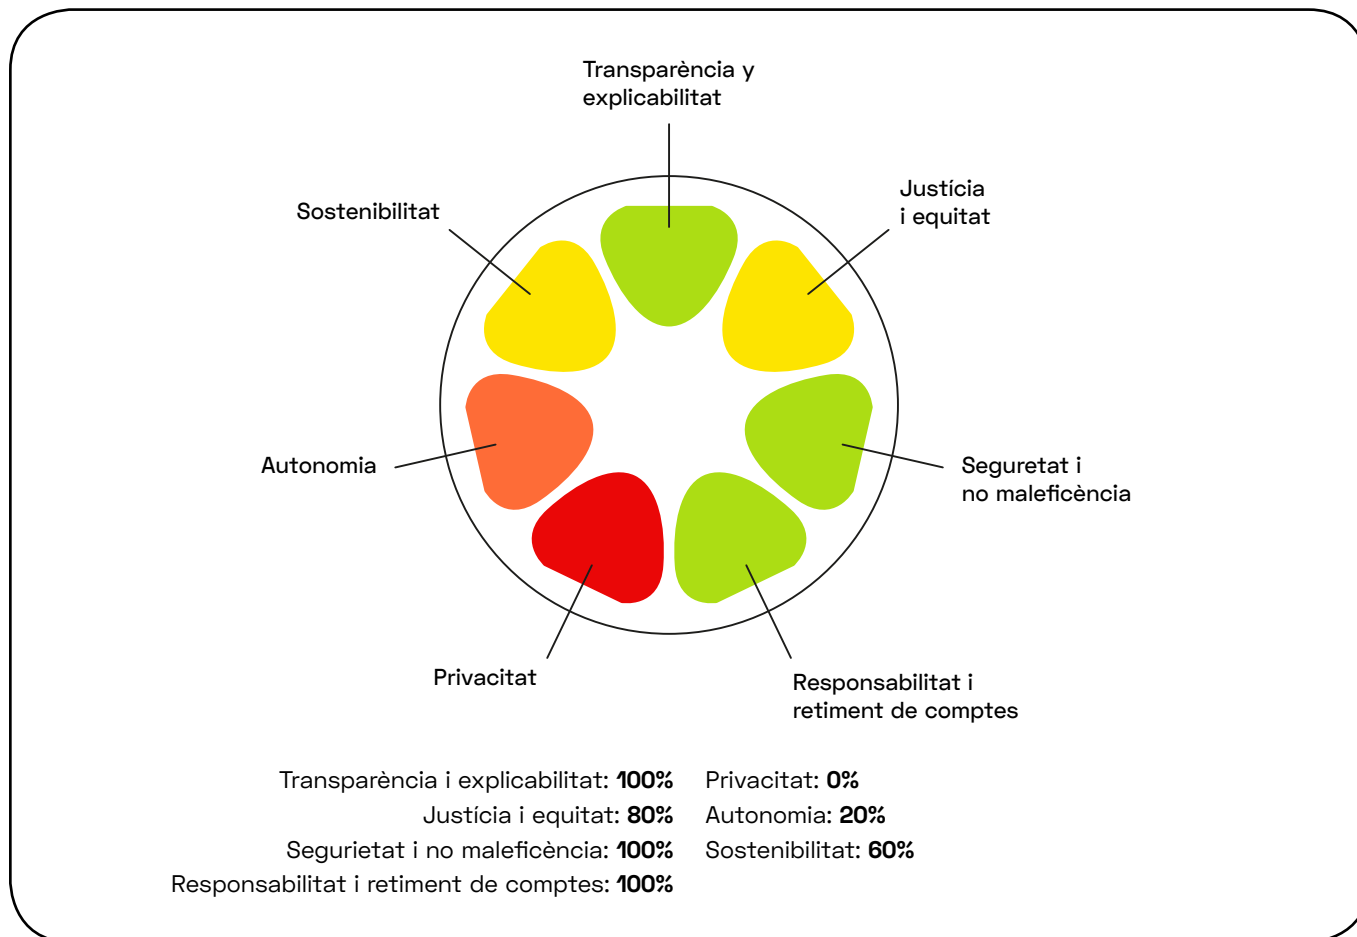 Transparència y
explicabilitat
Justícia
i equitat
Sostenibilitat
Autonomia
Seguretat i
no maleficència
Privacitat
Responsabilitat i
retiment de comptes
Transparència i explicabilitat: 100%
Justícia i equitat: 80%
Segurietat i no maleficència: 100%
Responsabilitat i retiment de comptes: 100%
Privacitat: 0%
Autonomia: 20%
Sostenibilitat: 60%